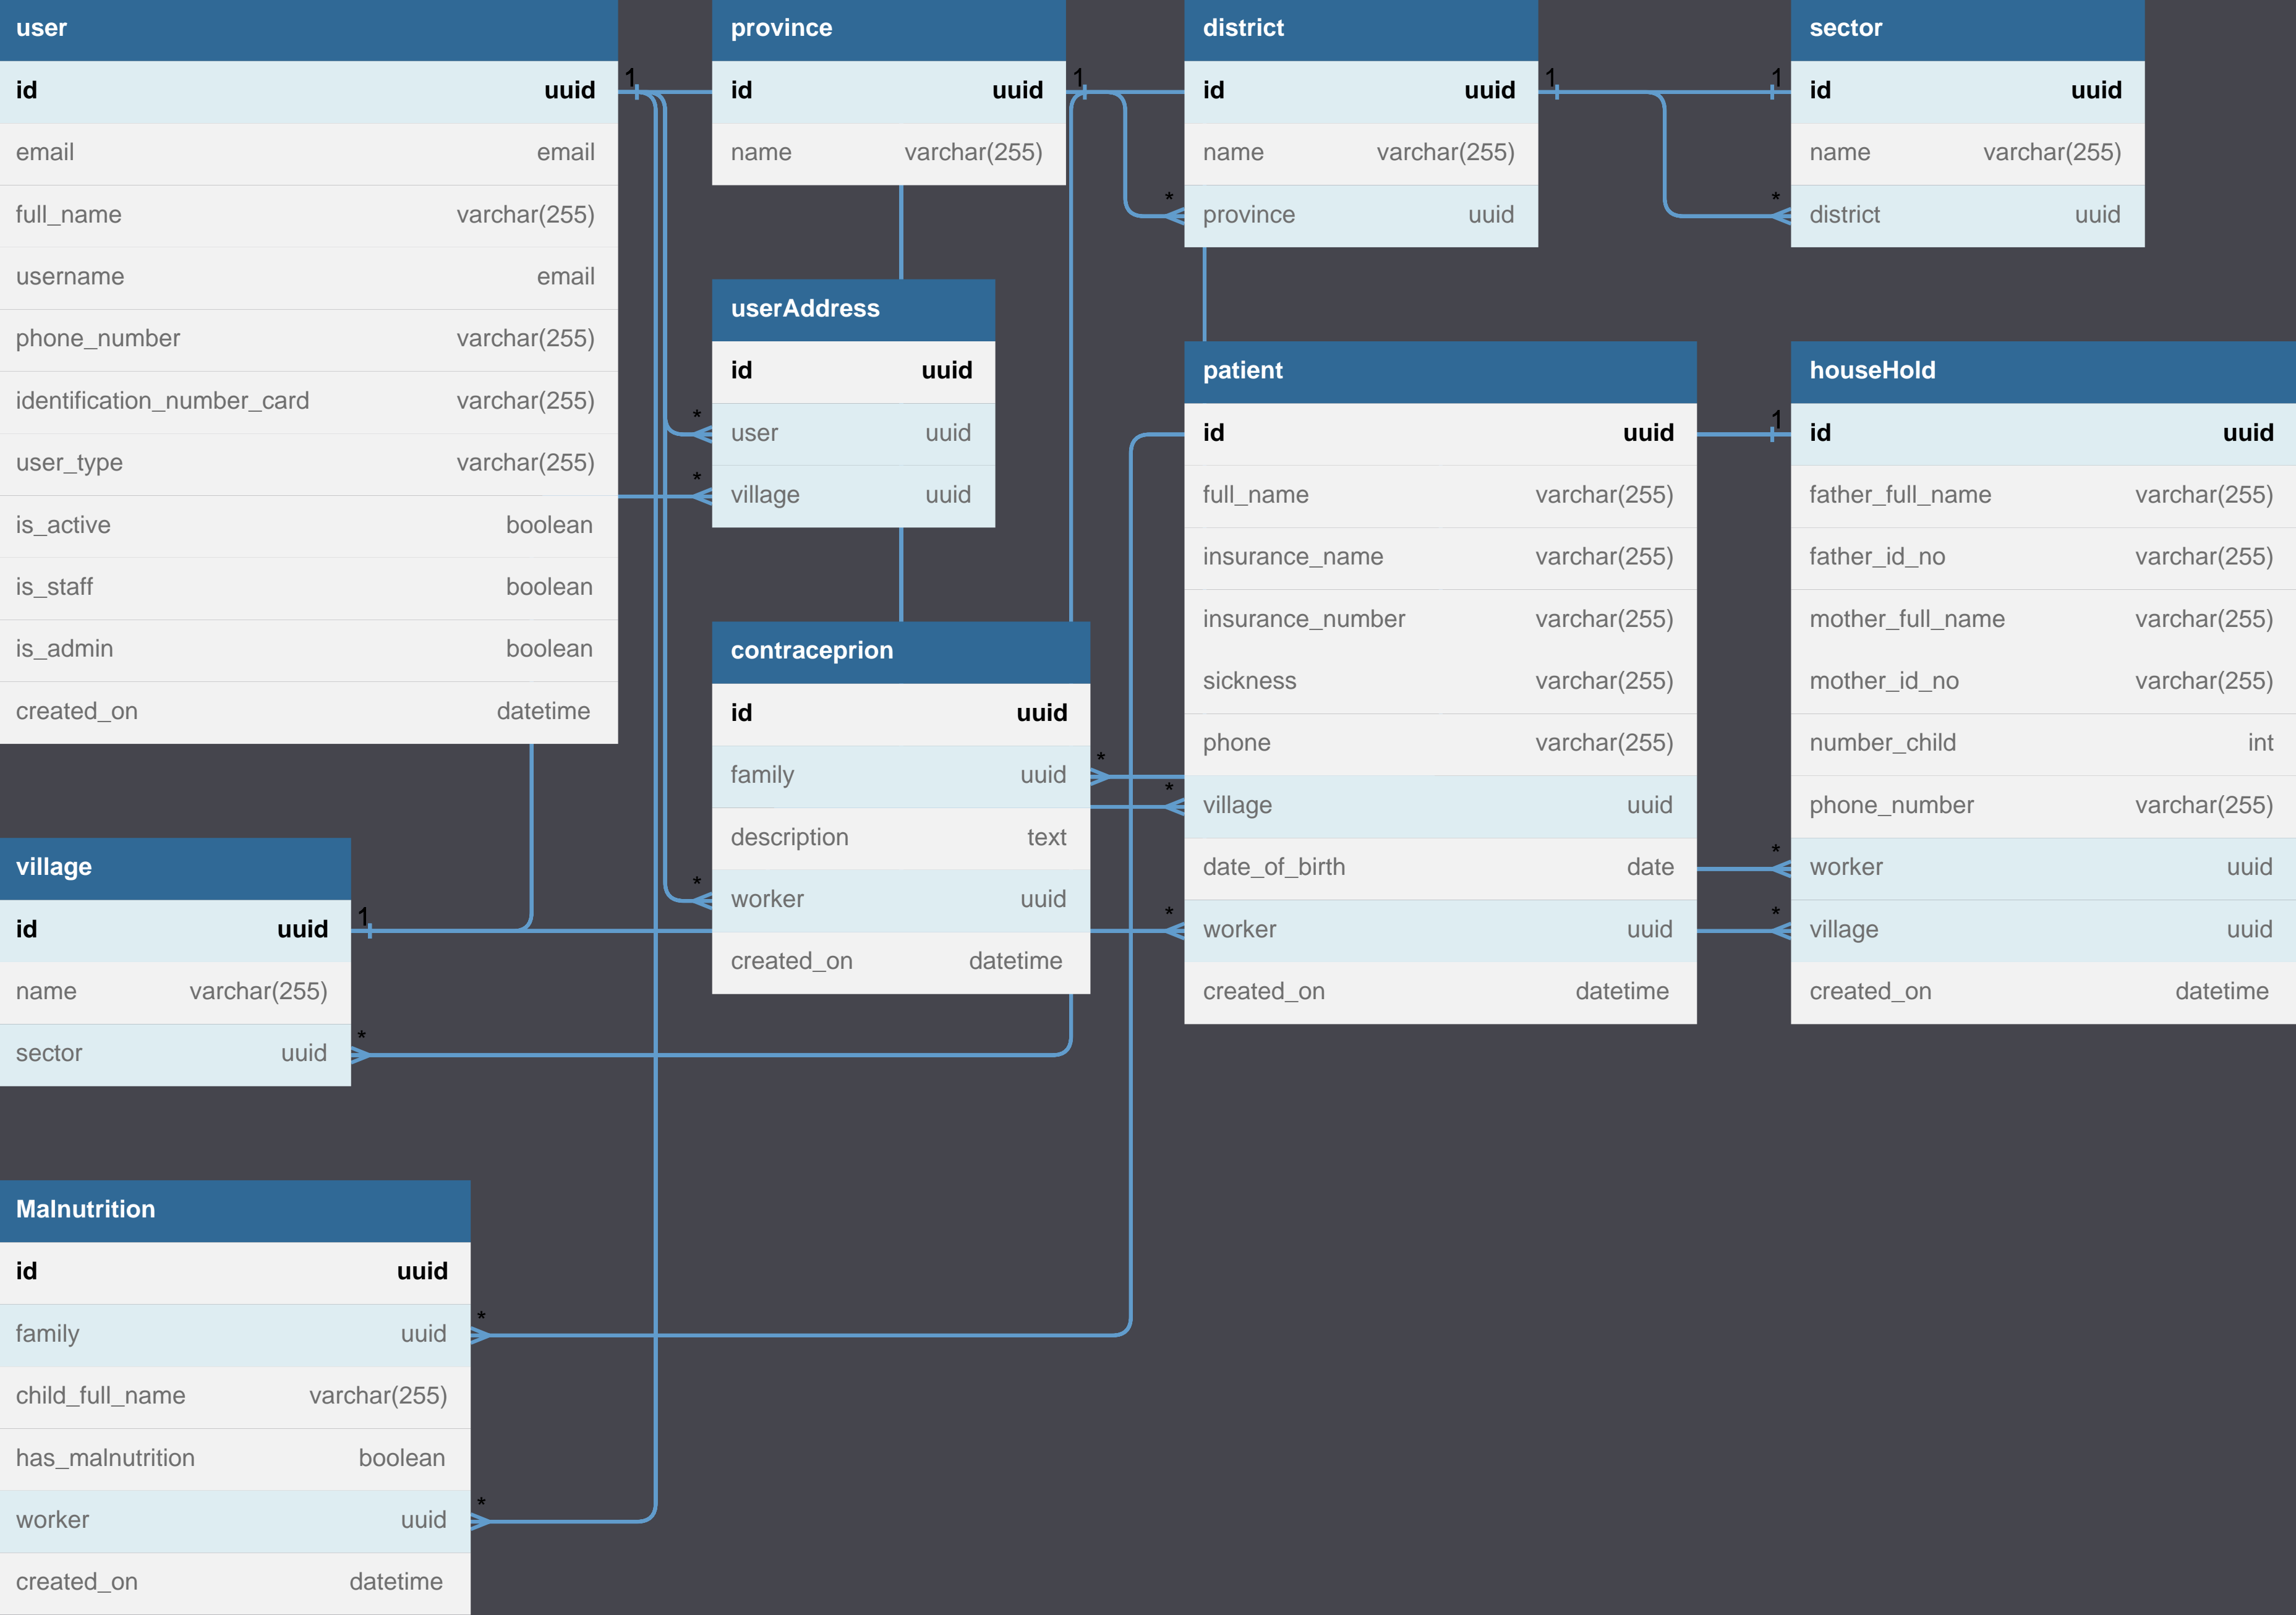 user
id uuid
email email
full_name varchar(255)
username email
phone_number varchar(255)
identification_number_card varchar(255)
user_type varchar(255)
is_active boolean
is_staff boolean
is_admin boolean
created_on datetime
1
province
id uuid
name varchar(255)
1
district
id uuid
name varchar(255)
* province uuid
1
1
sector
id uuid
name varchar(255)
* district uuid
userAddress
id uuid
* user uuid
* village uuid
contraceprion
id uuid
family uuid *
description text
* worker uuid
created_on datetime
patient
id uuid
full_name varchar(255)
insurance_name varchar(255)
insurance_number varchar(255)
sickness varchar(255)
phone varchar(255)
* village uuid
date_of_birth date
* worker uuid
created_on datetime
houseHold
1 id uuid
father_full_name varchar(255)
father_id_no varchar(255)
mother_full_name varchar(255)
mother_id_no varchar(255)
number_child int
phone_number varchar(255)
* worker uuid
* village uuid
created_on datetime
village
id uuid 1
name varchar(255)
sector uuid *
Malnutrition
id uuid
family uuid *
child_full_name varchar(255)
has_malnutrition boolean
worker uuid *
created_on datetime